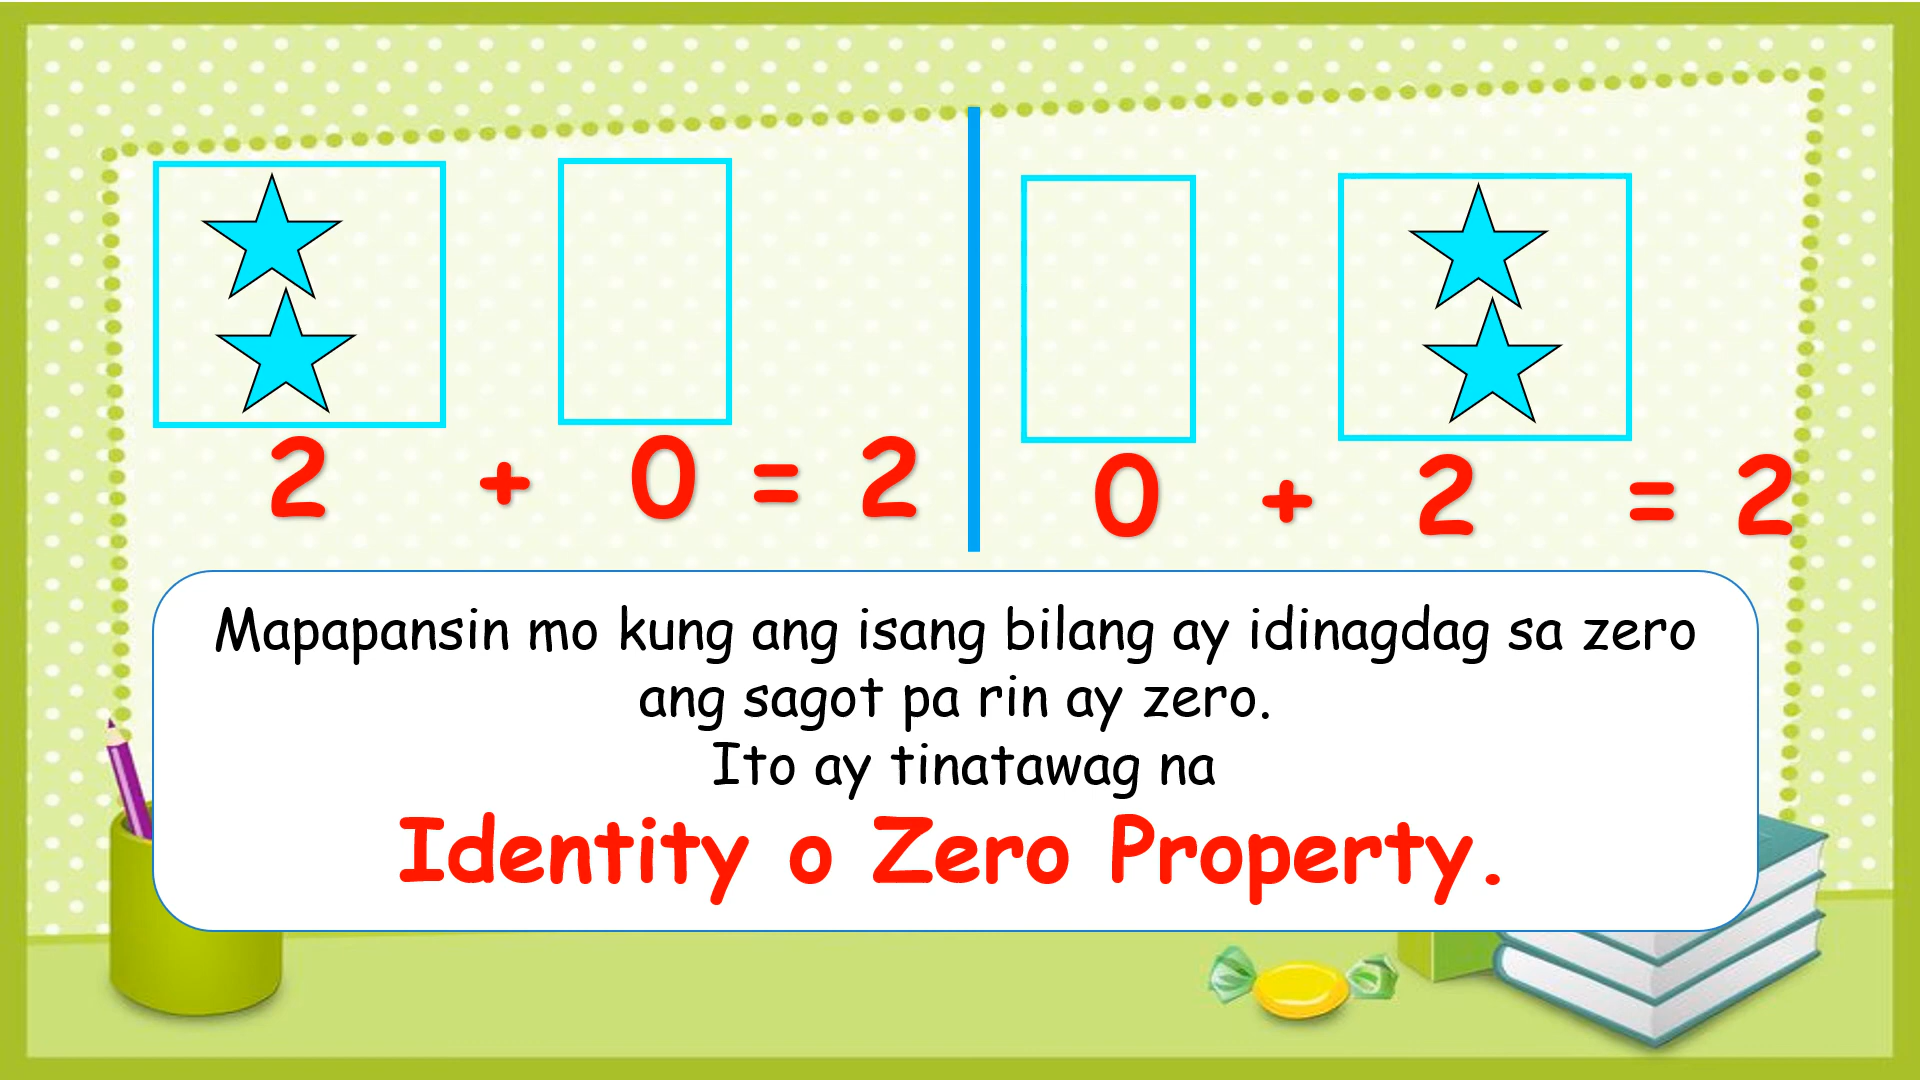 2 + 0 = 2
0 + 2 = 2
Mapapansin mo kung ang isang bilang ay idinagdag sa zero
ang sagot pa rin ay zero.
Ito ay tinatawag na
Identity o Zero Property.